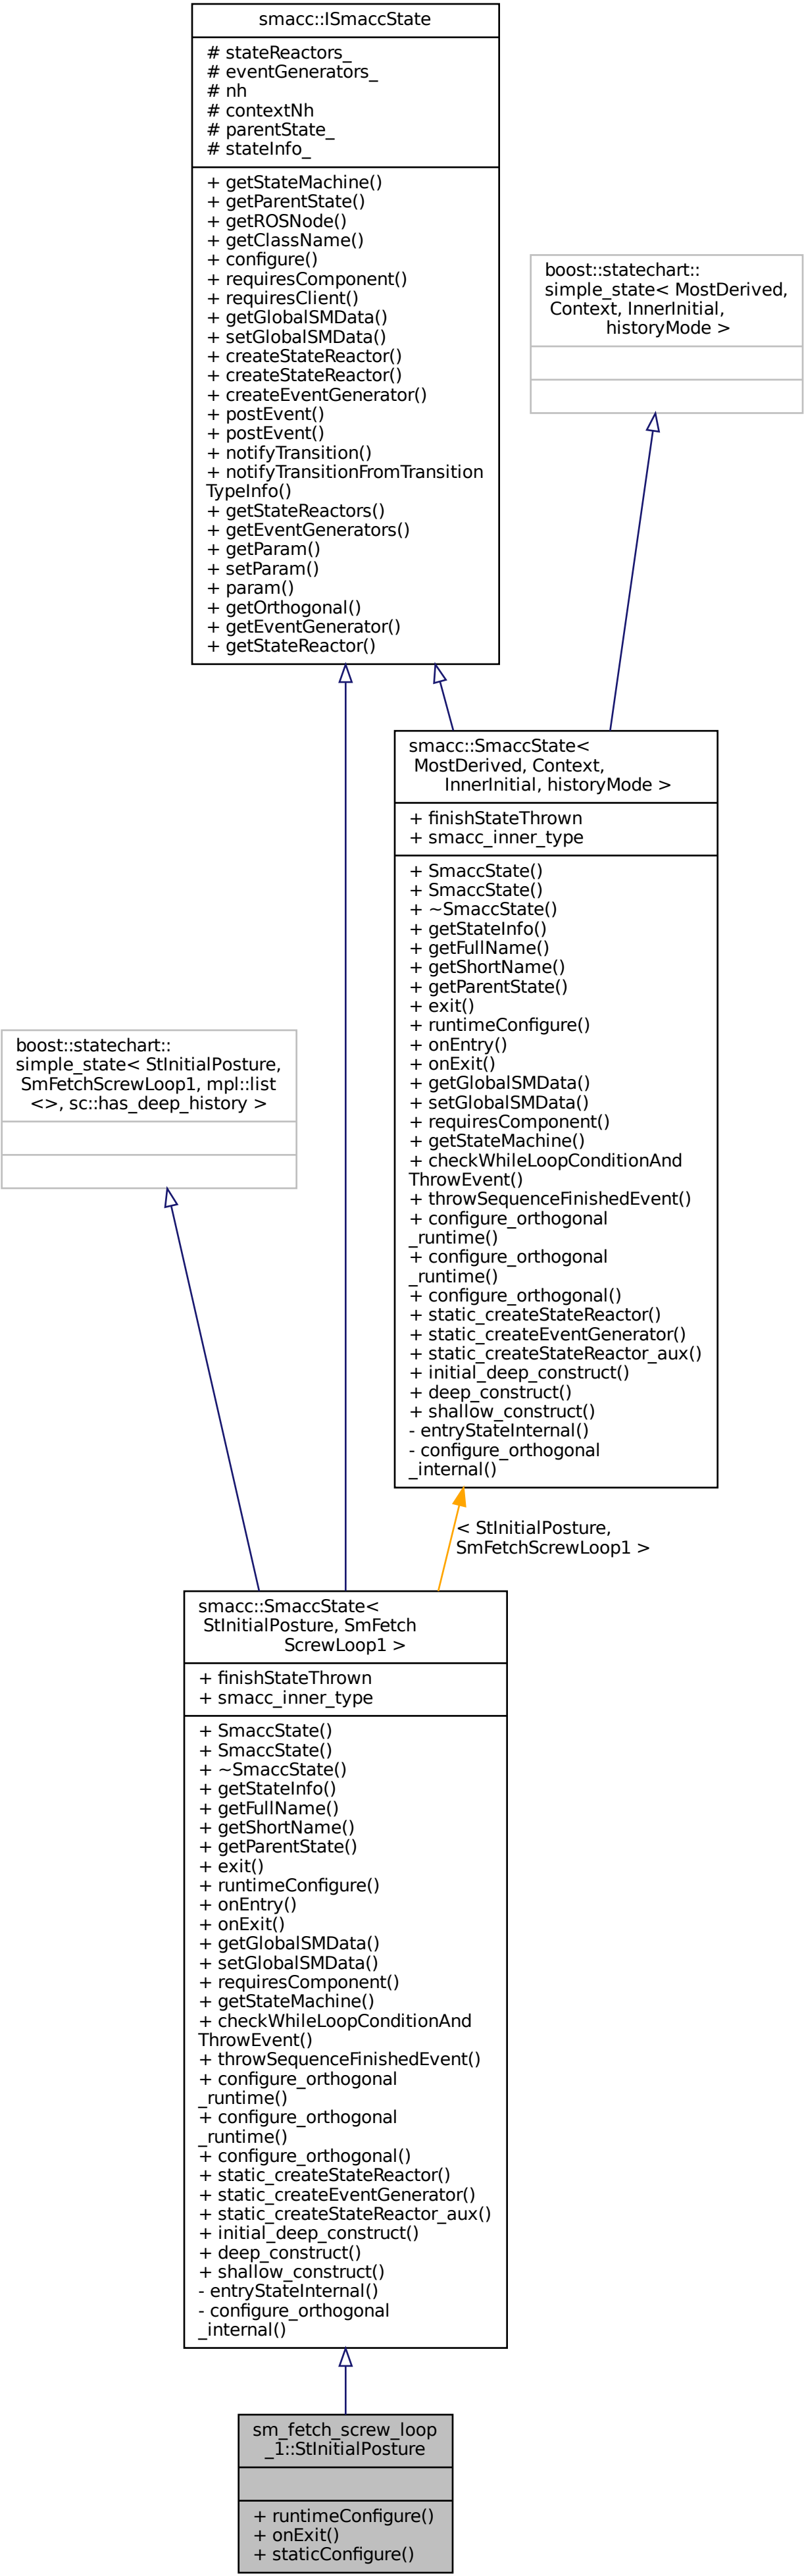 smacc::ISmaccState
# stateReactors_
# eventGenerators_
# nh
# contextNh
# parentState_
# stateInfo_
+ getStateMachine()
+ getParentState()
+ getROSNode()
+ getClassName()
+ configure()
+ requiresComponent()
+ requiresClient()
+ getGlobalSMData()
+ setGlobalSMData()
+ createStateReactor()
+ createStateReactor()
+ createEventGenerator()
+ postEvent()
+ postEvent()
+ notifyTransition()
+ notifyTransitionFromTransition
TypeInfo()
+ getStateReactors()
+ getEventGenerators()
+ getParam()
+ setParam()
+ param()
+ getOrthogonal()
+ getEventGenerator()
+ getStateReactor()
boost::statechart::
simple_state< MostDerived,
Context, InnerInitial,
historyMode >
smacc::SmaccState<
MostDerived, Context,
InnerInitial, historyMode >
+ finishStateThrown
+ smacc_inner_type
+ SmaccState()
+ SmaccState()
+ ~SmaccState()
+ getStateInfo()
+ getFullName()
+ getShortName()
+ getParentState()
+ exit()
+ runtimeConfigure()
+ onEntry()
+ onExit()
+ getGlobalSMData()
+ setGlobalSMData()
+ requiresComponent()
+ getStateMachine()
+ checkWhileLoopConditionAnd
ThrowEvent()
+ throwSequenceFinishedEvent()
+ configure_orthogonal
_runtime()
+ configure_orthogonal
_runtime()
+ configure_orthogonal()
+ static_createStateReactor()
+ static_createEventGenerator()
+ static_createStateReactor_aux()
+ initial_deep_construct()
+ deep_construct()
+ shallow_construct()
- entryStateInternal()
- configure_orthogonal
_internal()
boost::statechart::
simple_state< StInitialPosture,
SmFetchScrewLoop1, mpl::list
<>, sc::has_deep_history >
< StInitialPosture,
SmFetchScrewLoop1 >
smacc::SmaccState<
StInitialPosture, SmFetch
ScrewLoop1 >
+ finishStateThrown
+ smacc_inner_type
+ SmaccState()
+ SmaccState()
+ ~SmaccState()
+ getStateInfo()
+ getFullName()
+ getShortName()
+ getParentState()
+ exit()
+ runtimeConfigure()
+ onEntry()
+ onExit()
+ getGlobalSMData()
+ setGlobalSMData()
+ requiresComponent()
+ getStateMachine()
+ checkWhileLoopConditionAnd
ThrowEvent()
+ throwSequenceFinishedEvent()
+ configure_orthogonal
_runtime()
+ configure_orthogonal
_runtime()
+ configure_orthogonal()
+ static_createStateReactor()
+ static_createEventGenerator()
+ static_createStateReactor_aux()
+ initial_deep_construct()
+ deep_construct()
+ shallow_construct()
- entryStateInternal()
- configure_orthogonal
_internal()
sm_fetch_screw_loop
_1::StInitialPosture
+ runtimeConfigure()
+ onExit()
+ staticConfigure()